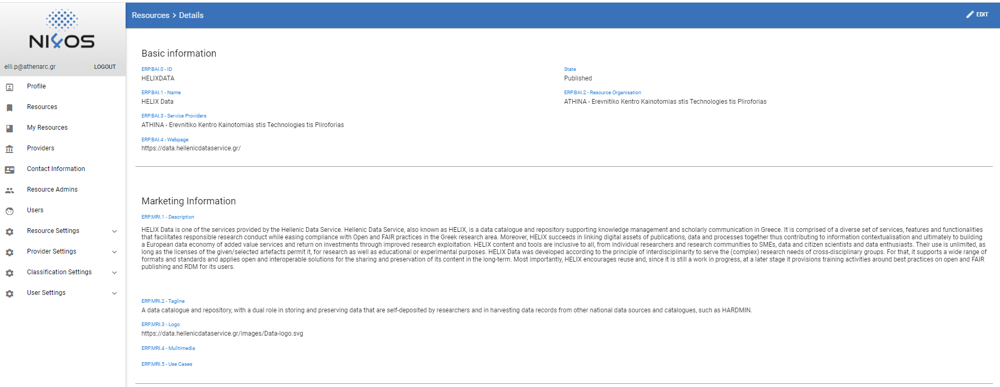 NI4OS
elli.p@athenarc.gr LOGOUT
Profile
Resources
My Resources
Providers
Contact Information
Resource Admins
Users
Resource Settings
Provider Settings
Classification Settings
User Settings
Resources > Details EDIT
Basic information
ERP.BAI.0 - ID State
HELIXDATA Published
ERP.BAI.1 - Name ERP.BAI.2 - Resource Organisation
HELIX Data ATHINA - Erevnitiko Kentro Kainotomias stis Technologies tis Pliroforias
ERP.BAI.3 - Service Providers
ATHINA - Erevnitiko Kentro Kainotomias stis Technologies tis Pliroforias
ERP.BAI.4 - Webpage
https://data.hellenicdataservice.gr/
Marketing Information
ERP.MRI.1 - Description
HELIX Data is one of the services provided by the Hellenic Data Service. Hellenic Data Service, also known as HELIX, is a data catalogue and repository supporting knowledge management and scholarly communication in Greece. It is comprised of a diverse set of services, features and functionalities
that facilitates responsible research conduct while easing compliance with Open and FAIR practices in the Greek research area. Moreover, HELIX succeeds in linking digital assets of publications, data and processes together thus contributing to information contextualisation and ultimately to building
a European data economy of added value services and return on investments through improved research exploitation. HELIX content and tools are inclusive to all, from individual researchers and research communities to SMEs, data and citizen scientists and data enthusiasts. Their use is unlimited, as
long as the licenses of the given/selected artefacts permit it, for research as well as educational or experimental purposes. HELIX Data was developed according to the principle of interdisciplinarity to serve the (complex) research needs of cross-disciplinary groups. For that, it supports a wide range of
formats and standards and applies open and interoperable solutions for the sharing and preservation of its content in the long-term. Most importantly, HELIX encourages reuse and, since it is still a work in progress, at a later stage it provisions training activities around best practices on open and FAIR
publishing and RDM for its users.
ERP.MRI.2 - Tagline
A data catalogue and repository, with a dual role in storing and preserving data that are self-deposited by researchers and in harvesting data records from other national data sources and catalogues, such as HARDMIN.
ERP.MRI.3 - Logo
https://data.hellenicdataservice.gr/images/Data-logo.svg
ERP.MRI.4 - Mulitimedia
ERP.MRI.5 - Use Cases